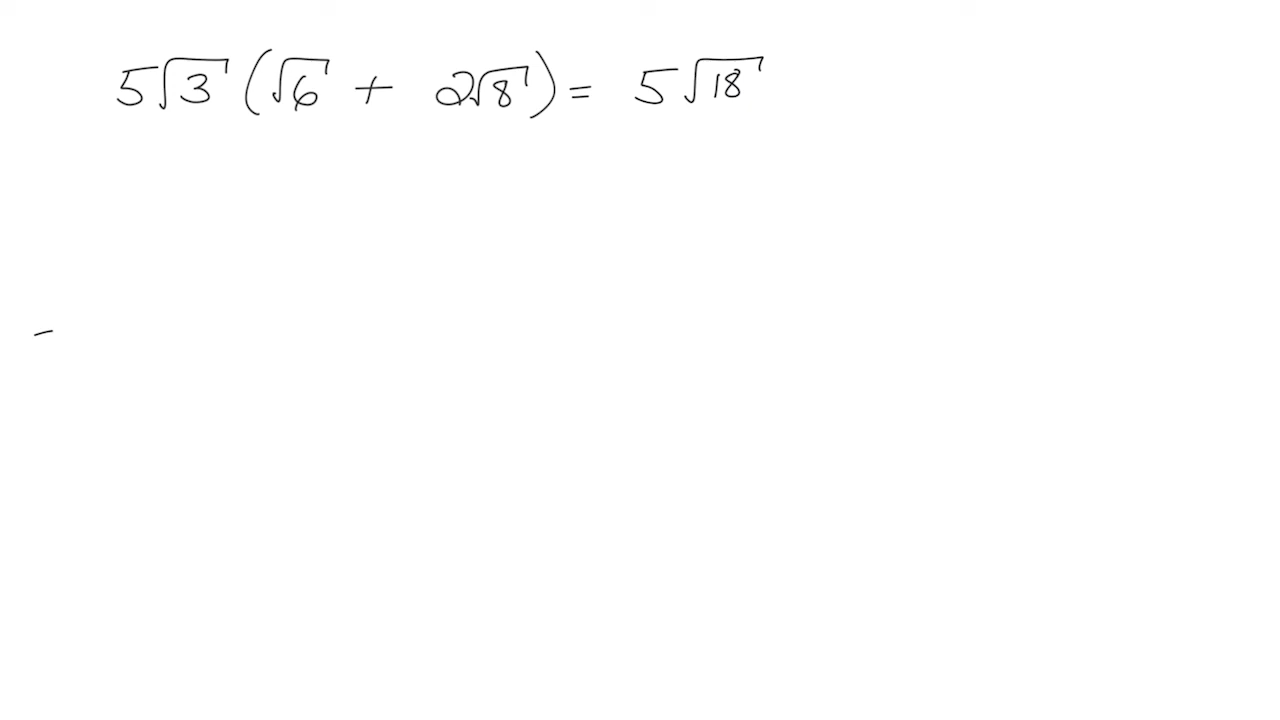 5√3 (√6 + 2√8) = 5√18